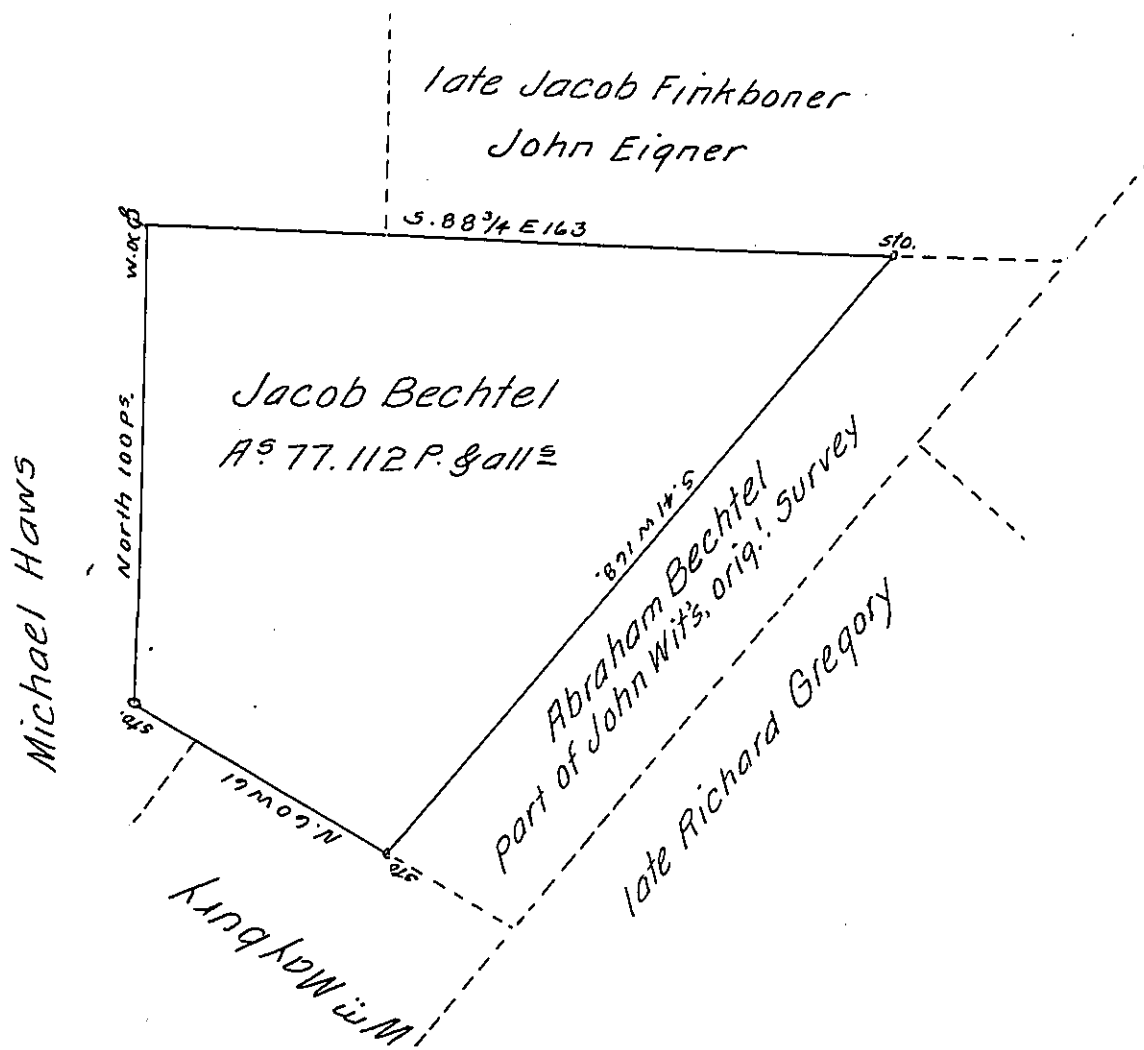 late Jacob Finkboner
John Eigner
W.O.
S. 88 3/4 E 163
sto.
North 100 Ps.
Jacob Bechtel
As 77.112 P. & alls
Michael Haws
S. 41 W 168.
Abraham Bechtel
part of John Wit's, orig.l survey
late Richard Gregory
sto.
N. 60 W 61
sto.
Wm Maybury